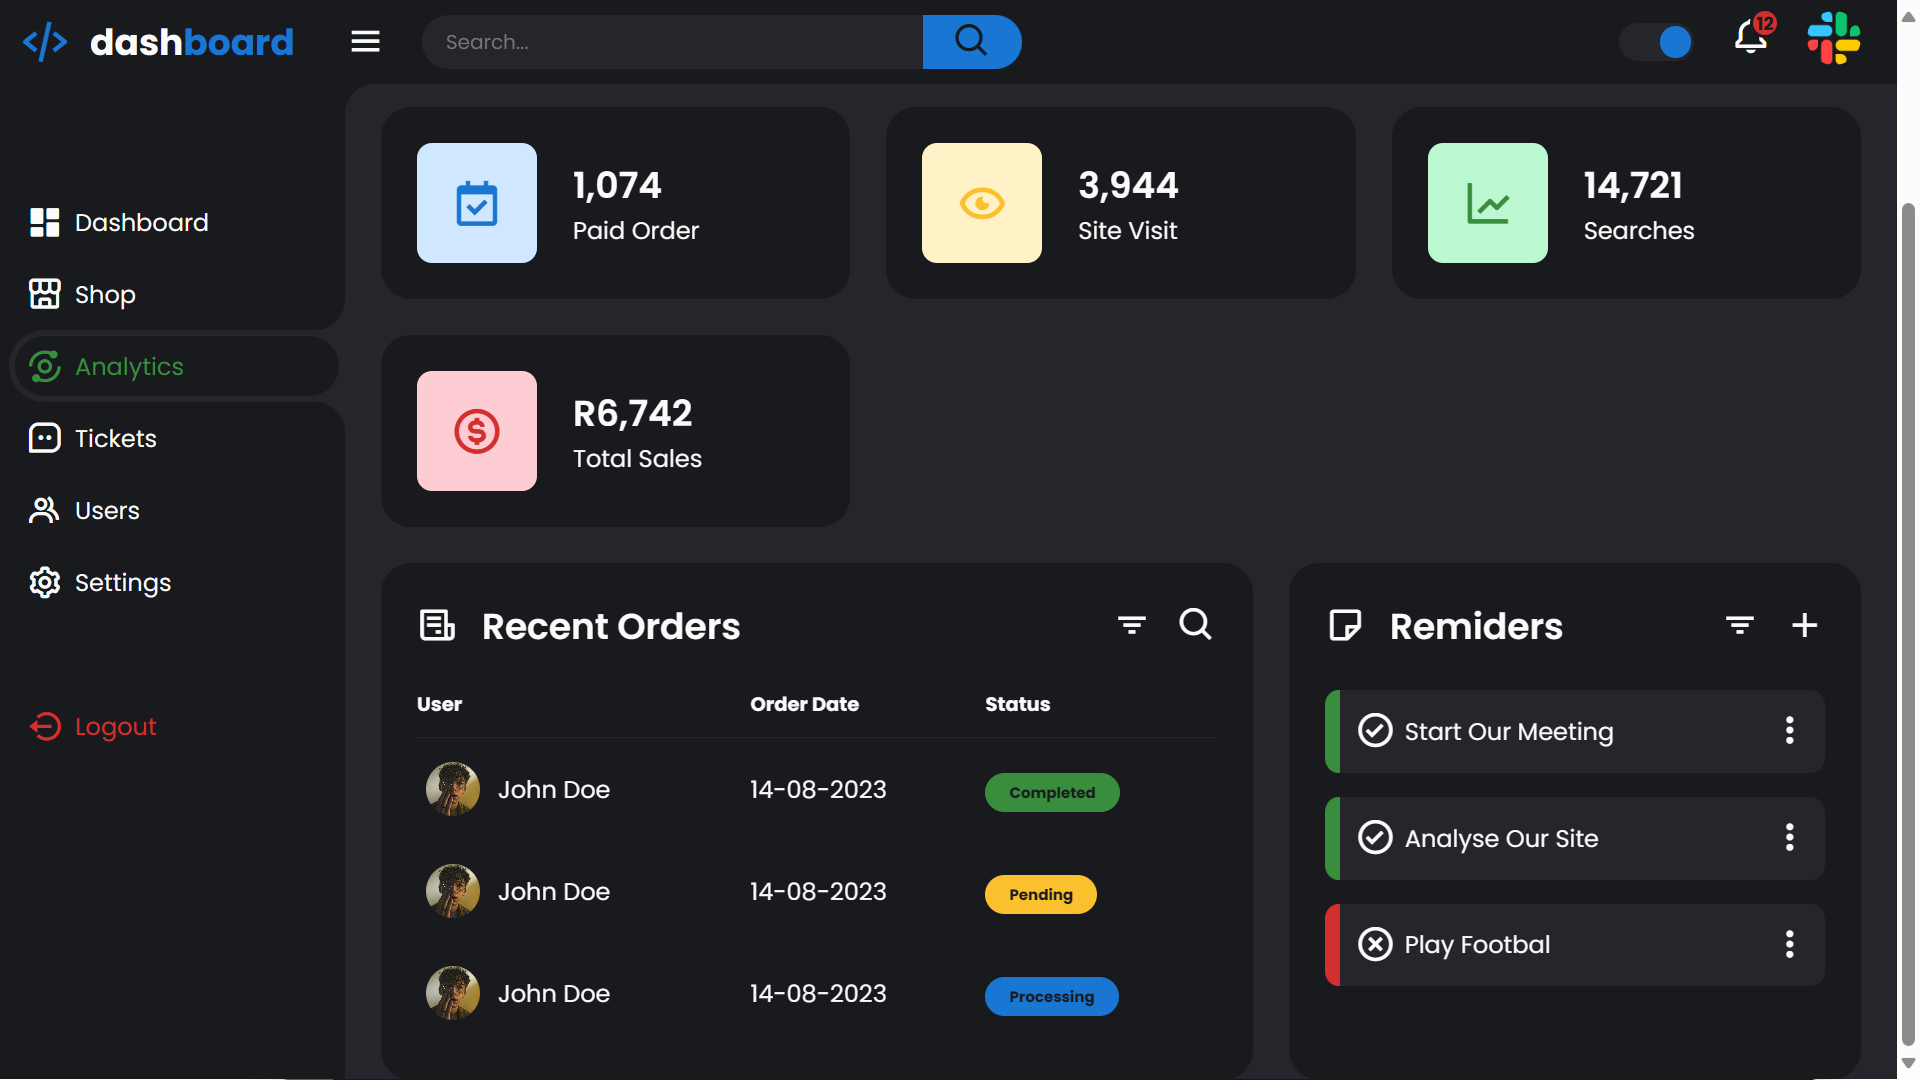 </> dashboard
Search...
12
Dashboard
Shop
Analytics
Tickets
Users
Settings
Logout
1,074
Paid Order
3,944
Site Visit
14,721
Searches
R6,742
Total Sales
Recent Orders
User Order Date Status
John Doe 14-08-2023 Completed
John Doe 14-08-2023 Pending
John Doe 14-08-2023 Processing
Remiders
Start Our Meeting
Analyse Our Site
Play Footbal